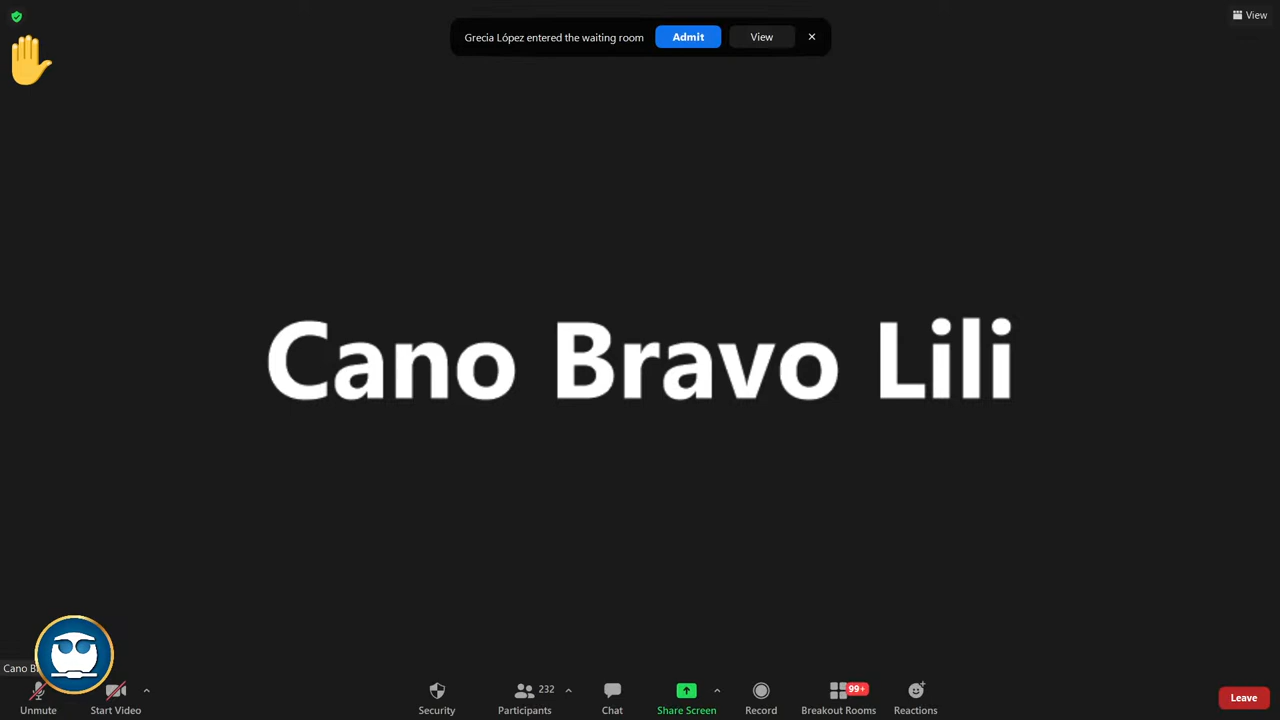 View
Grecia López entered the waiting room Admit View
Cano Bravo Lili
Cano B
232
99+
Unmute Start Video Security Participants Chat Share Screen Record Breakout Rooms Reactions Leave